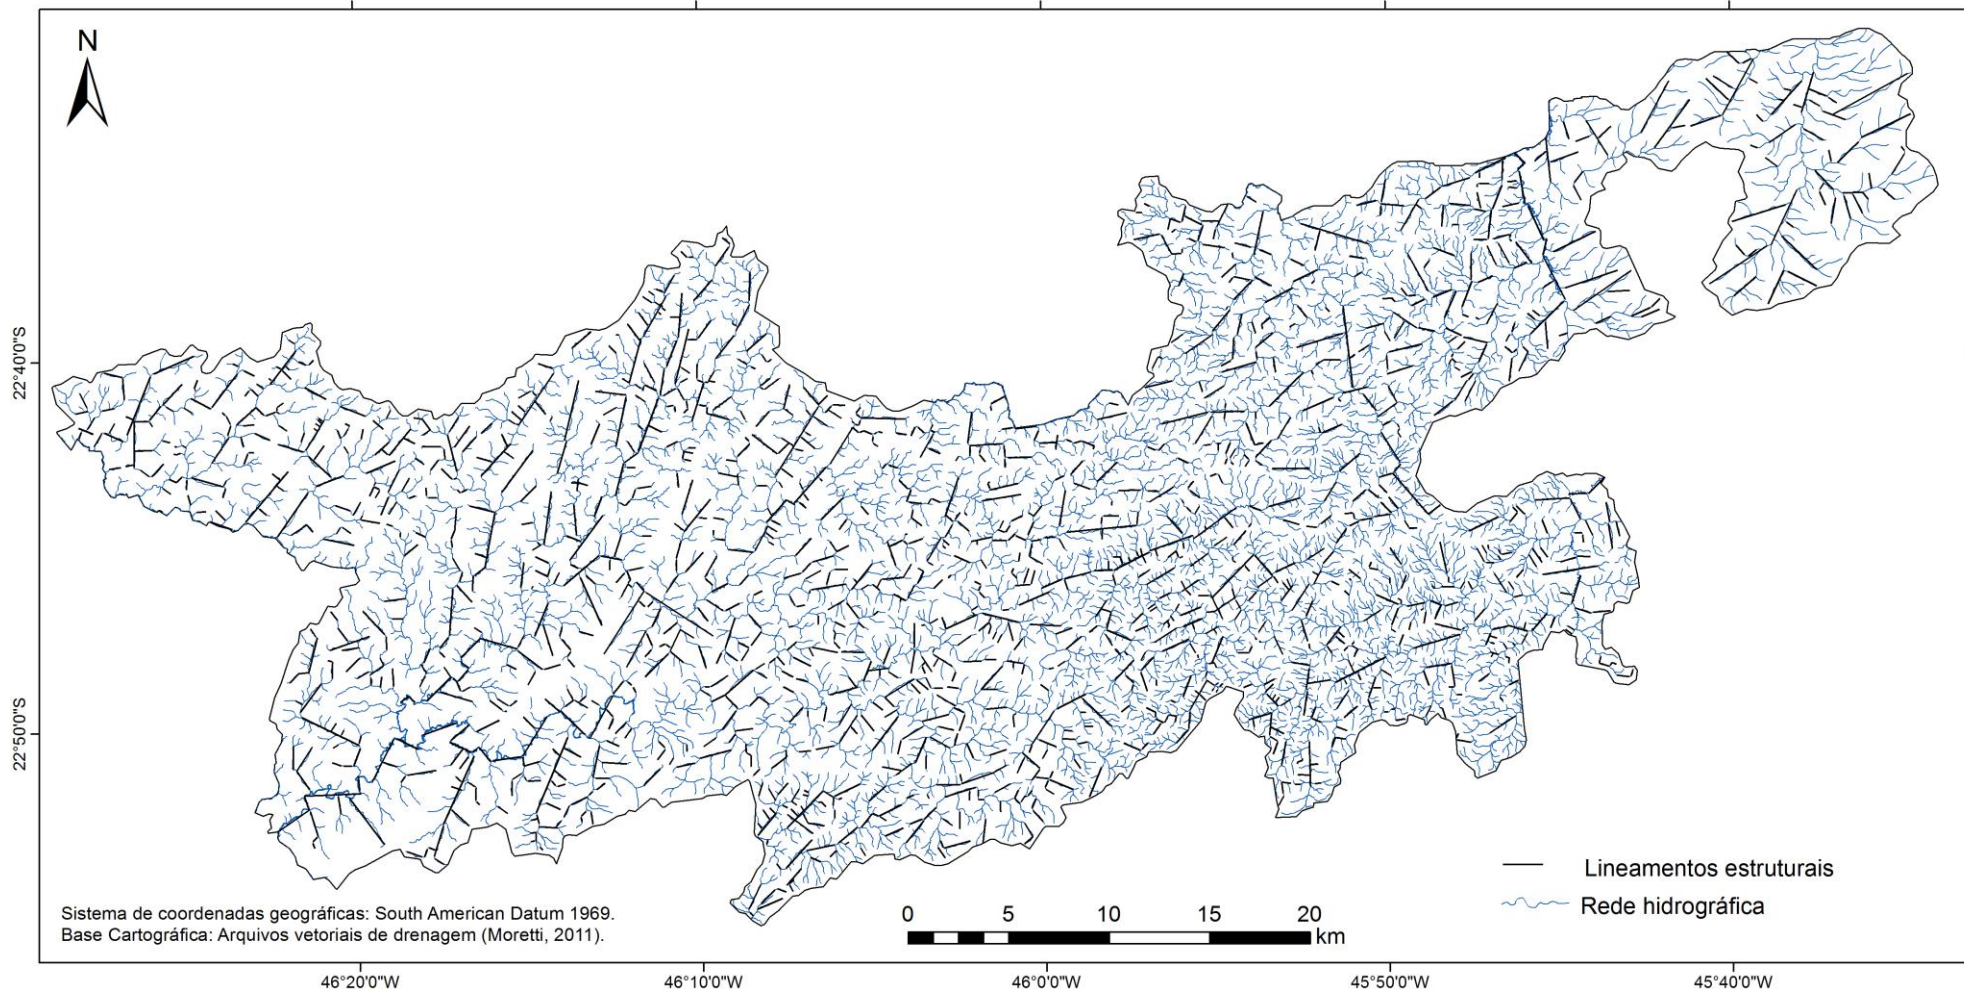 N
22°40'0"S
22°50'0"S
Lineamentos estruturais
Rede hidrográfica
Sistema de coordenadas geográficas: South American Datum 1969.
Base Cartográfica: Arquivos vetoriais de drenagem (Moretti, 2011).
0 5 10 15 20
km
46°20'0"W 46°10'0"W 46°0'0"W 45°50'0"W 45°40'0"W